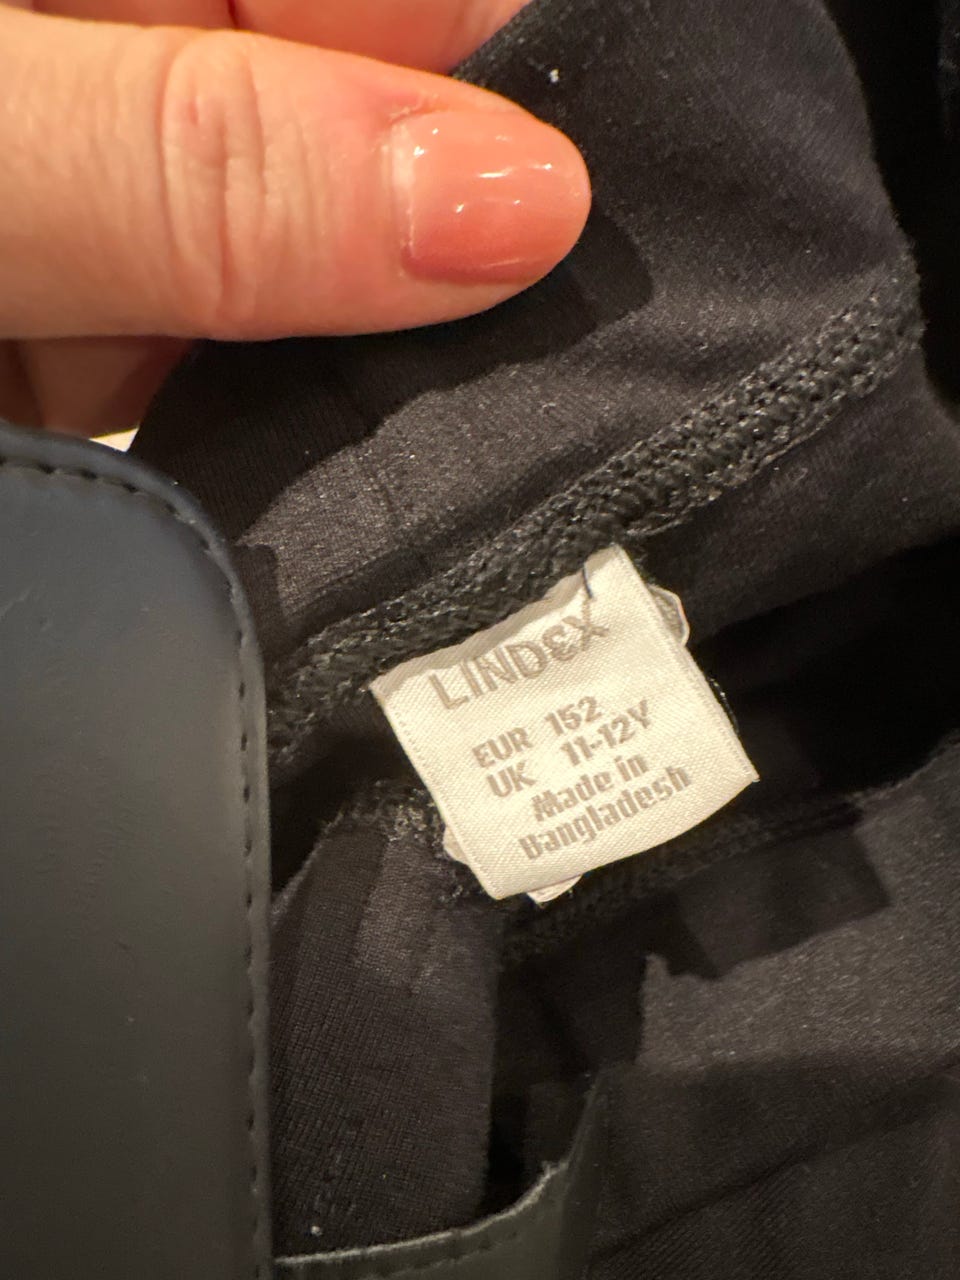 LINDEX
EUR 152
UK 11-12Y
Made in
Bangladesh